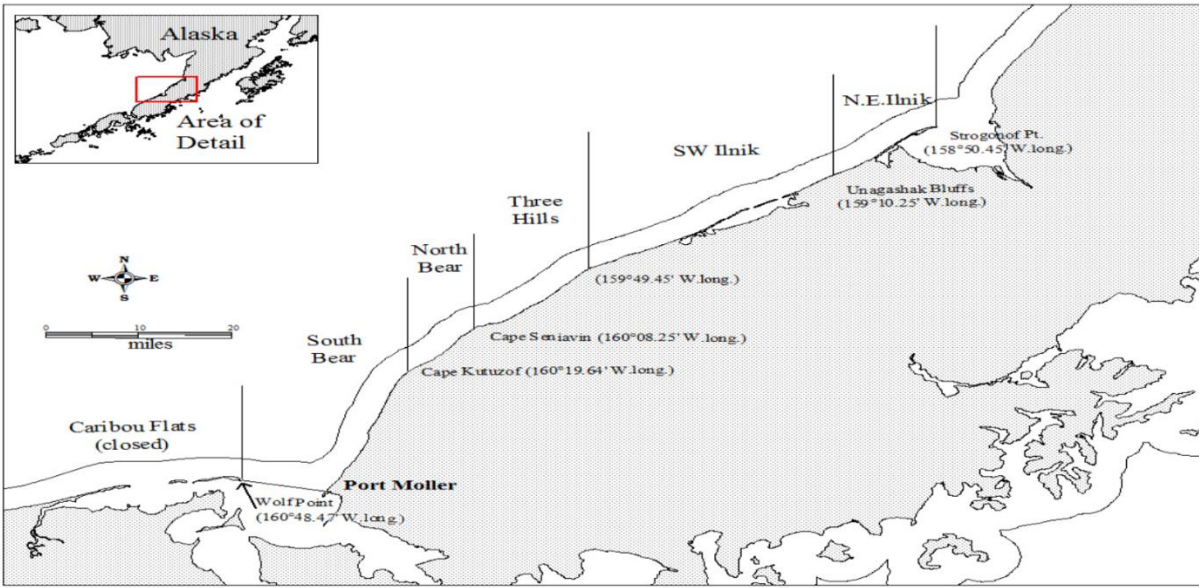 Alaska
Area of
Detail
N.E.Ilnik
Strogonof Pt.
(158°50.45' W.long.)
SW Ilnik
Unagashak Bluffs
(159°10.25' W.long.)
Three
Hills
North
Bear
(159°49.45' W.long.)
N
W E
S
0 10 20
miles
South
Bear
Cape Seniavin (160°08.25' W.long.)
Cape Kutuzof (160°19.64' W.long.)
Caribou Flats
(closed)
Port Moller
Wolf Point
(160°48.47' W.long.)